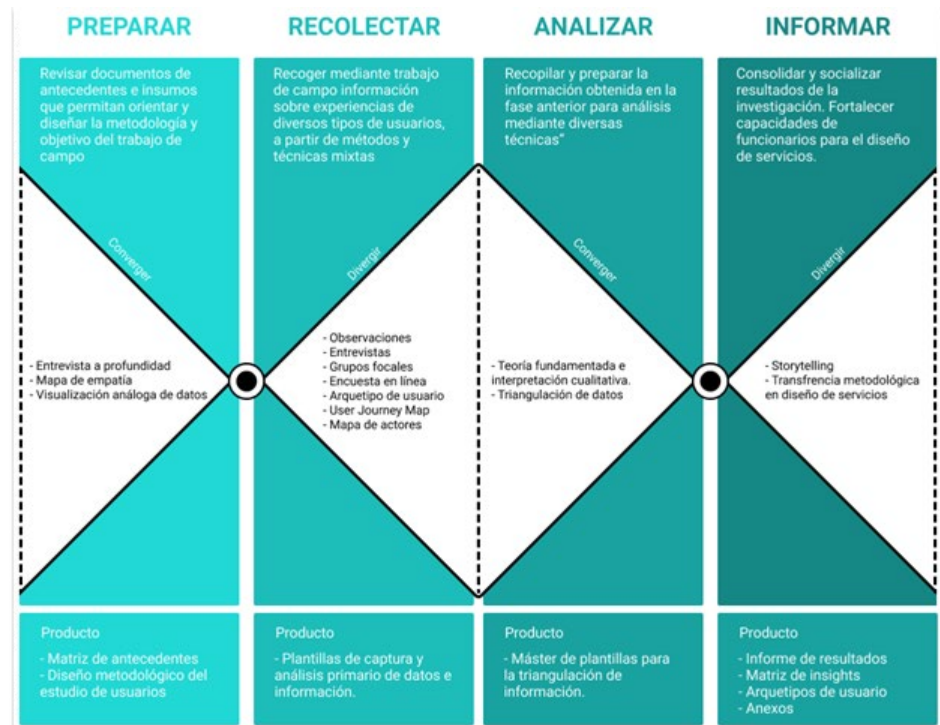 PREPARAR
RECOLECTAR
ANALIZAR
INFORMAR
Revisar documentos de
antecedentes e insumos
que permitan orientar y
diseñar la metodología y
objetivo del trabajo de
campo
Recoger mediante trabajo
de campo información
sobre experiencias de
diversos tipos de usuarios,
a partir de métodos y
técnicas mixtas
Recopilar y preparar la
información obtenida en la
fase anterior para análisis
mediante diversas
técnicas”
Consolidar y socializar
resultados de la
investigación. Fortalecer
capacidades de
funcionarios para el diseño
de servicios.
Converger
Divergir
Converger
Divergir
- Entrevista a profundidad
- Mapa de empatía
- Visualización análoga de datos
- Observaciones
- Entrevistas
- Grupos focales
- Encuesta en línea
- Arquetipo de usuario
- User Journey Map
- Mapa de actores
- Teoría fundamentada e
interpretación cualitativa.
- Triangulación de datos
- Storytelling
- Transfrencia metodológica
en diseño de servicios
Producto
- Matriz de antecedentes
- Diseño metodológico del
estudio de usuarios
Producto
- Plantillas de captura y
análisis primario de datos e
información.
Producto
- Máster de plantillas para
la triangulación de
información.
Producto
- Informe de resultados
- Matriz de insights
- Arquetipos de usuario
- Anexos